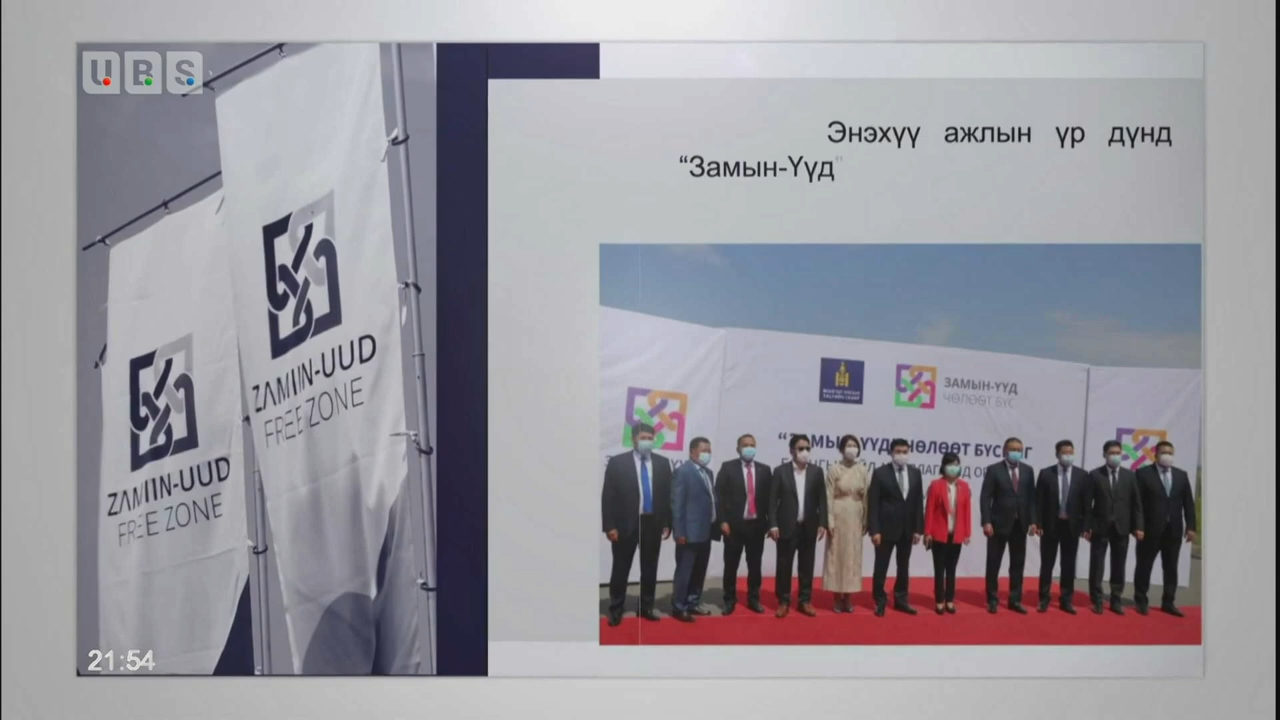 UBS
Энэхүү ажлын үр дүнд
“Замын-Үүд”
ZAMIIN-UUD
FREE ZONE
ZAMIIN-UUD
FREE ZONE
ЗАМЫН-ҮҮД
ЧӨЛӨӨТ БҮС
ЧӨЛӨӨТ
21:54